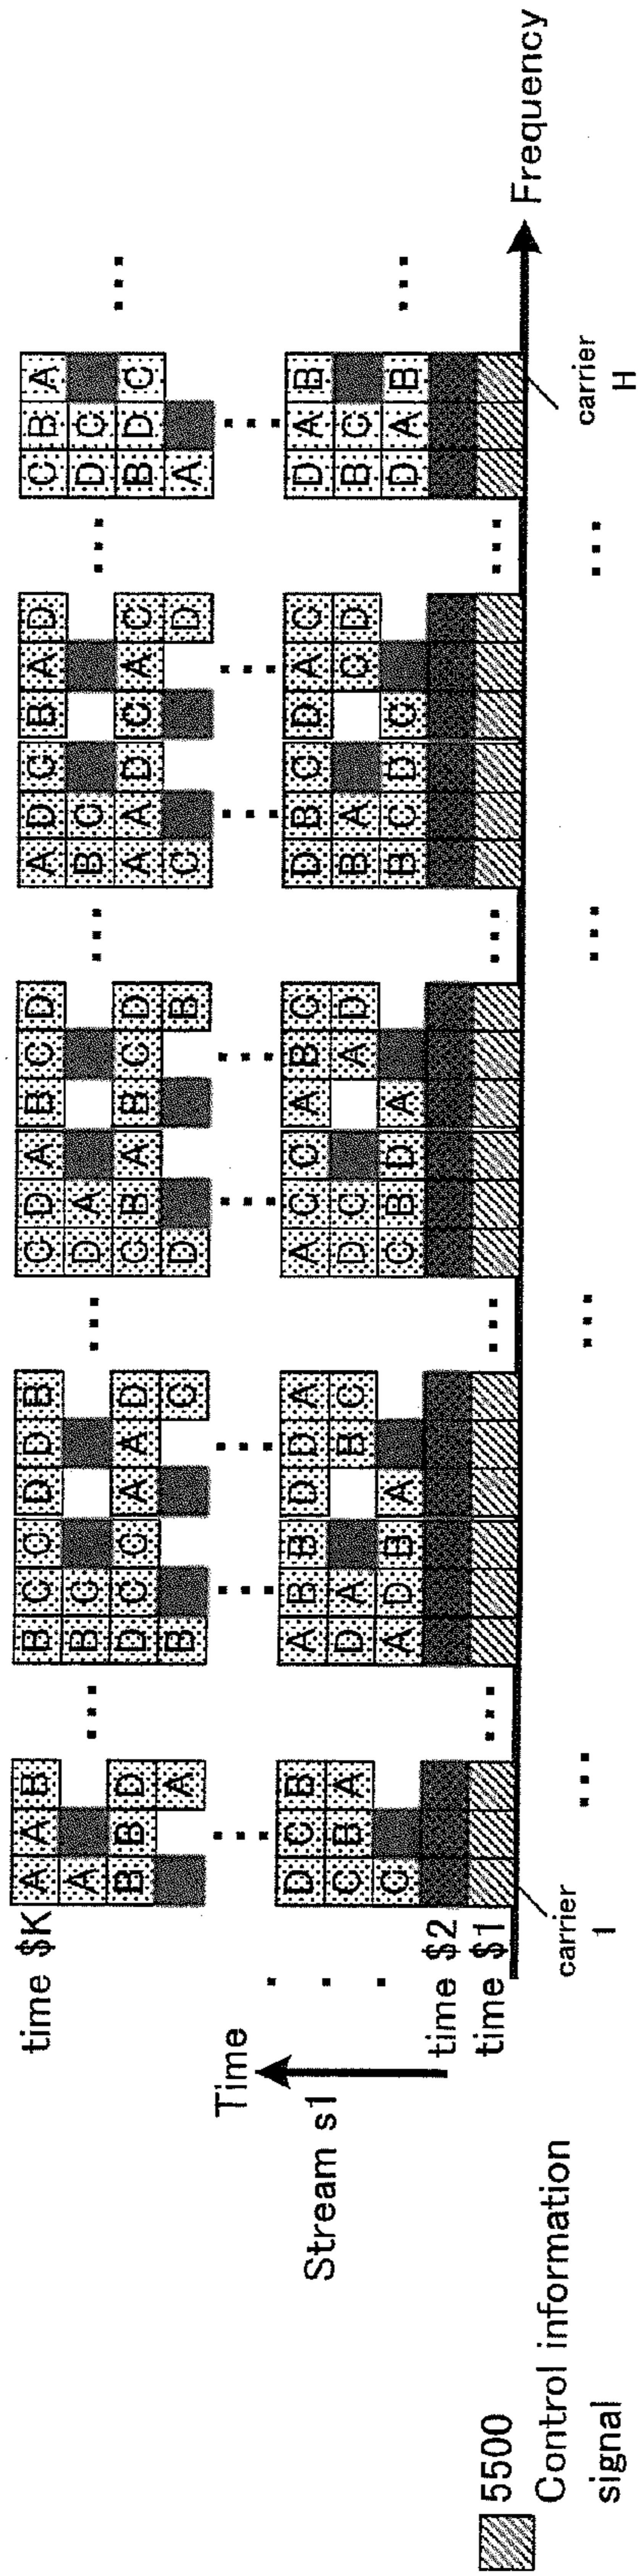 time $K A A B B C C D D B C D A B C D A D C B A D C B A
A B C D A B C D C
B B D D C C A A D C B A B C D A A D C A C B D C
A B C D B C D A
D C B A B B D D A A C C A B C D B C D A C D A B
C B A D A B C D C A D B A C D B C
C A D B A C B D A B C D C D A B
Time
Stream s1
time $2
time $1
Frequency
carrier
1
carrier
H
5500
Control information
signal